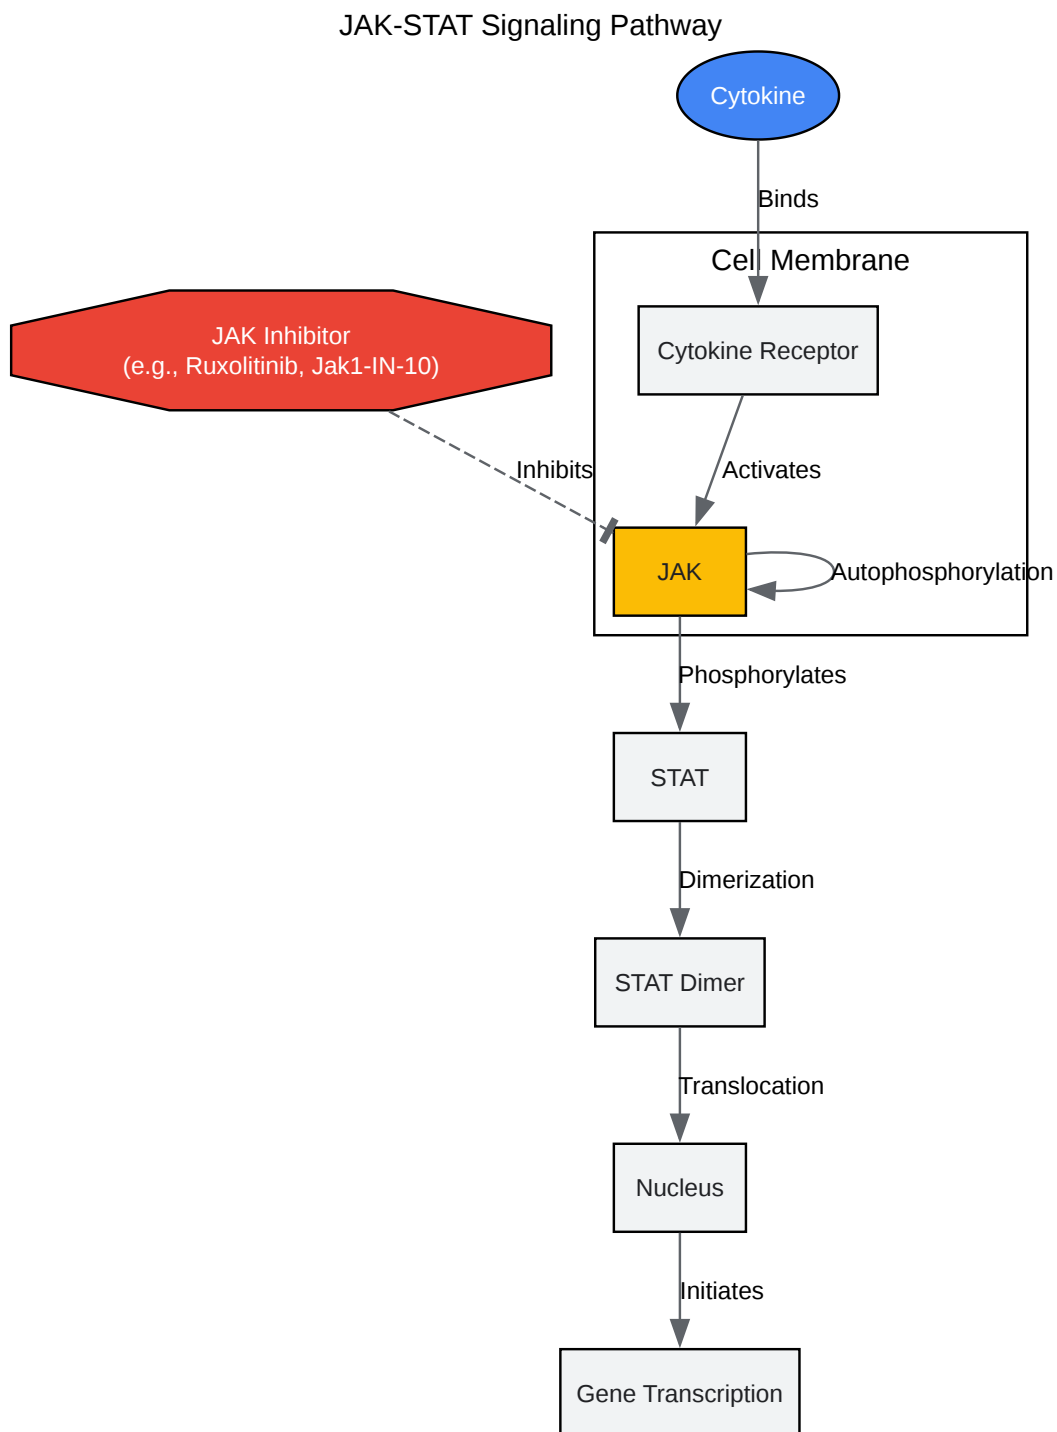 JAK-STAT Signaling Pathway
Cytokine
Binds
Cell Membrane
JAK Inhibitor
(e.g., Ruxolitinib, Jak1-IN-10)
Cytokine Receptor
Inhibits
Activates
JAK
Autophosphorylation
Phosphorylates
STAT
Dimerization
STAT Dimer
Translocation
Nucleus
Initiates
Gene Transcription